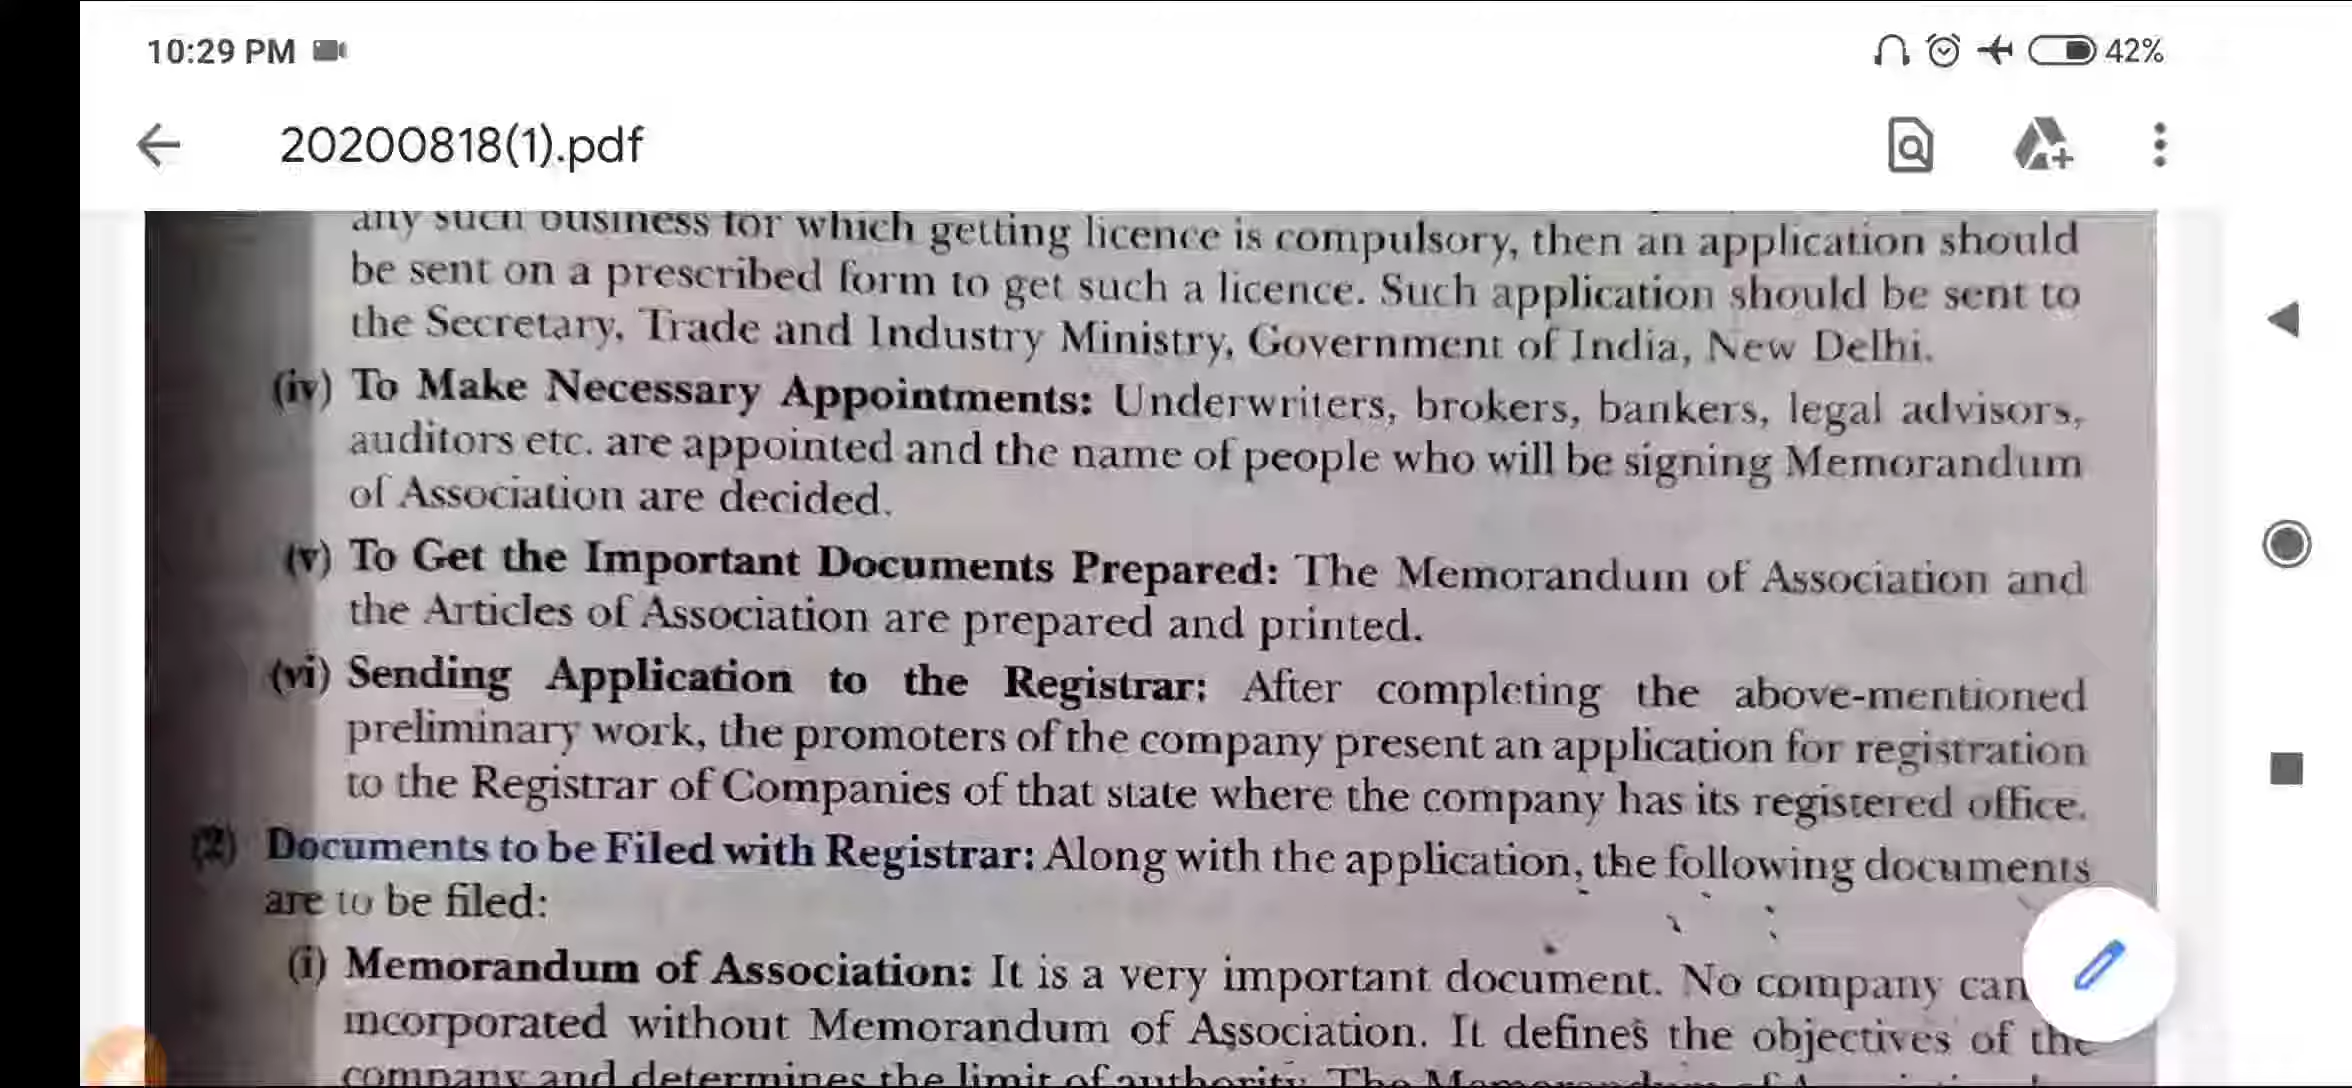 10:29 PM
42%
20200818(1).pdf
any such business for which getting licence is compulsory, then an application should
be sent on a prescribed form to get such a licence. Such application should be sent to
the Secretary, Trade and Industry Ministry, Government of India, New Delhi.
(iv) To Make Necessary Appointments: Underwriters, brokers, bankers, legal advisors,
auditors etc. are appointed and the name of people who will be signing Memorandum
of Association are decided.
(v) To Get the Important Documents Prepared: The Memorandum of Association and
the Articles of Association are prepared and printed.
(vi) Sending Application to the Registrar: After completing the above-mentioned
preliminary work, the promoters of the company present an application for registration
to the Registrar of Companies of that state where the company has its registered office.
(2) Documents to be Filed with Registrar: Along with the application, the following documents
are to be filed:
(i) Memorandum of Association: It is a very important document. No company can
incorporated without Memorandum of Association. It defines the objectives of the
company and determines the limit of authority. The